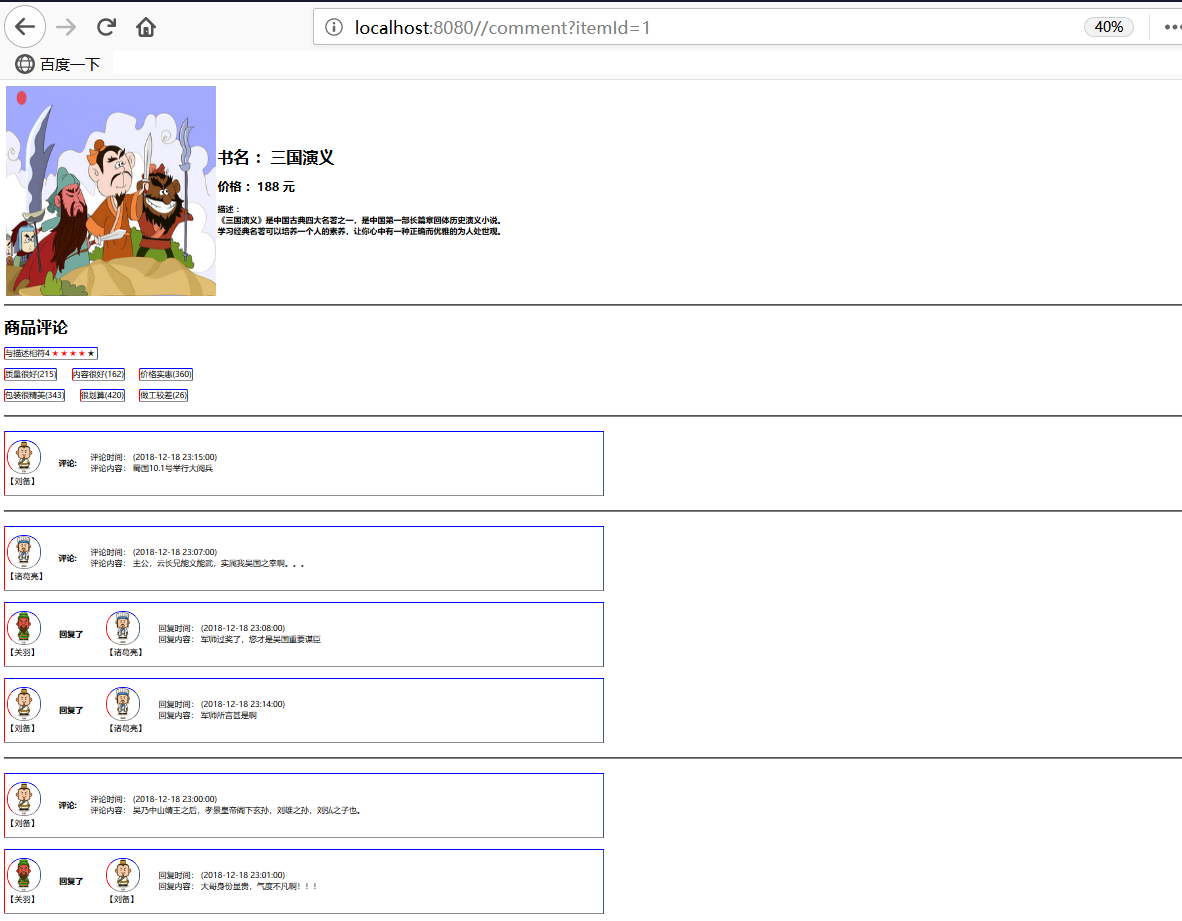 localhost:8080//comment?itemId=1
40%
百度一下
书名： 三国演义
价格： 188 元
描述：
《三国演义》是中国古典四大名著之一，是中国第一部长篇章回体历史演义小说。
学习经典名著可以培养一个人的素养，让你心中有一种正确而优雅的为人处世观。
商品评论
与描述相符4 ★ ★ ★ ★ ★
质量很好(215) 内容很好(162) 价格实惠(360)
包装很精美(343) 很划算(420) 做工较差(26)
评论: 评论时间： (2018-12-18 23:15:00)
评论内容： 蜀国10.1号举行大阅兵
【刘备】
评论: 评论时间： (2018-12-18 23:07:00)
评论内容： 主公，云长兄能文能武，实属我吴国之幸啊。。。
【诸葛亮】
回复了 回复时间： (2018-12-18 23:08:00)
回复内容： 军师过奖了，您才是吴国重要谋臣
【关羽】 【诸葛亮】
回复了 回复时间： (2018-12-18 23:14:00)
回复内容： 军师所言甚是啊
【刘备】 【诸葛亮】
评论: 评论时间： (2018-12-18 23:00:00)
评论内容： 吴乃中山靖王之后，孝景皇帝阁下玄孙，刘雄之孙，刘弘之子也。
【刘备】
回复了 回复时间： (2018-12-18 23:01:00)
回复内容： 大哥身份显贵，气度不凡啊！！！
【关羽】 【刘备】